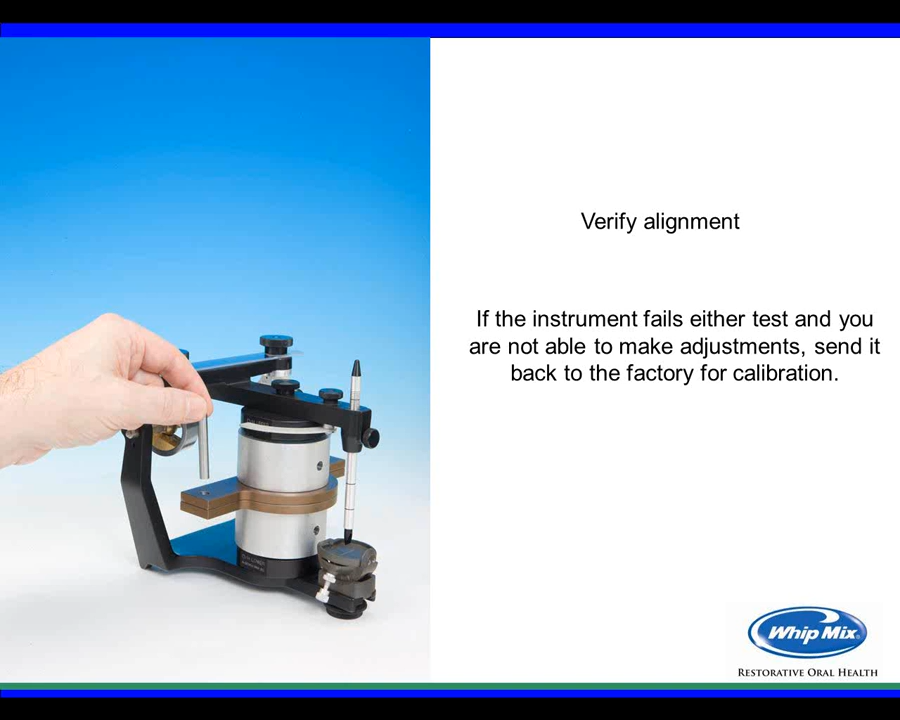 Verify alignment
If the instrument fails either test and you
are not able to make adjustments, send it
back to the factory for calibration.
Whip Mix
RESTORATIVE ORAL HEALTH